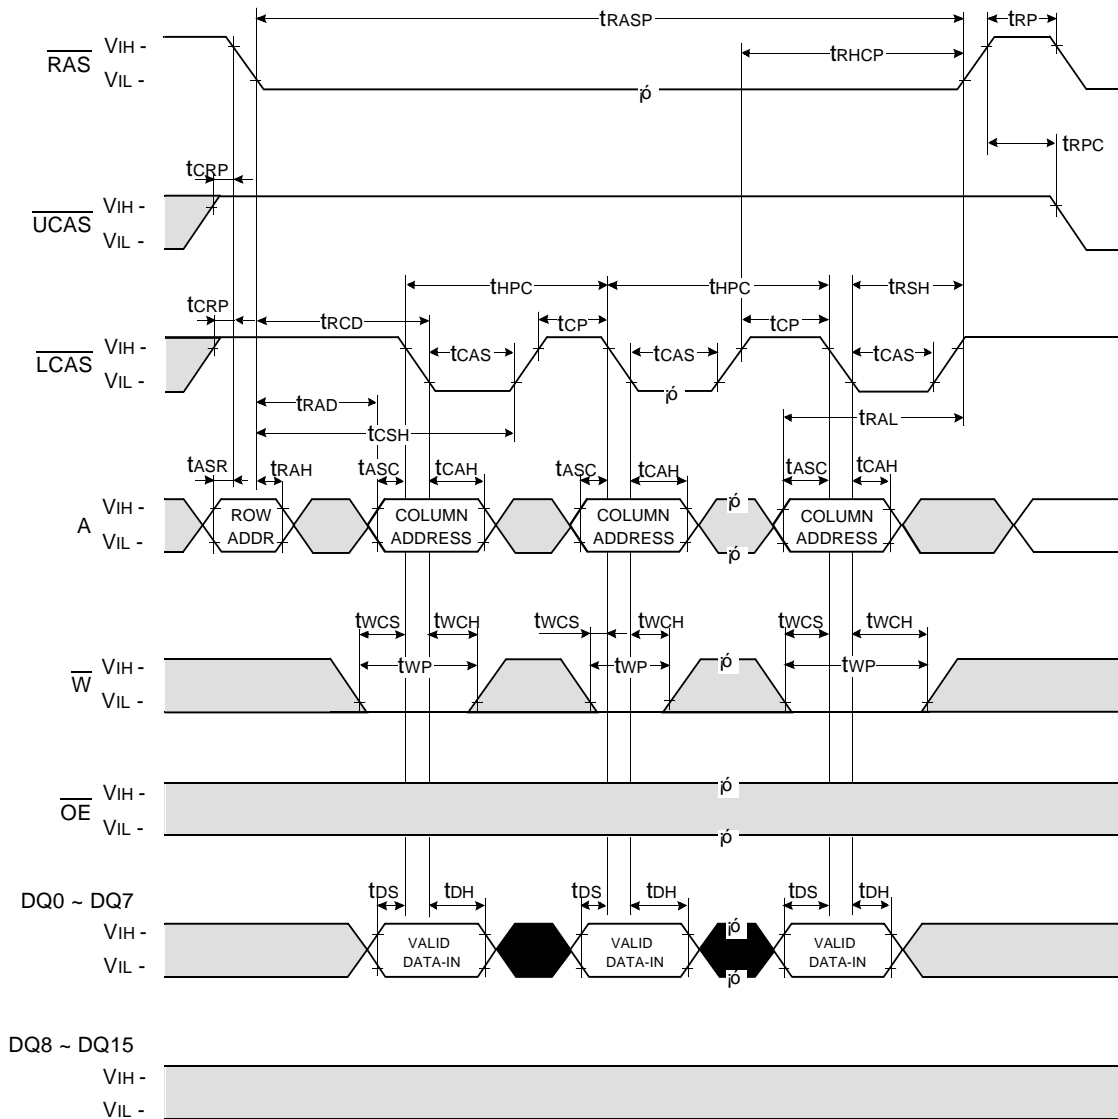 tRASP
tRP
tRHCP
RAS
VIH -
VIL -
¡ó
tRPC
tCRP
UCAS
VIH -
VIL -
tHPC
tHPC
tRSH
tCRP
tRCD
tCP
tCP
LCAS
VIH -
VIL -
tCAS
tCAS
tCAS
¡ó
tRAD
tCSH
tRAL
tASR
tRAH
tASC
tCAH
tASC
tCAH
tASC
tCAH
A
VIH -
VIL -
ROW
ADDR
COLUMN
ADDRESS
COLUMN
ADDRESS
¡ó
¡ó
COLUMN
ADDRESS
tWCS
tWCH
tWCS
tWCH
tWCS
tWCH
W
VIH -
VIL -
tWP
tWP
¡ó
tWP
OE
VIH -
VIL -
¡ó
¡ó
DQ0 ~ DQ7
tDS
tDH
tDS
tDH
tDS
tDH
VIH -
VIL -
VALID
DATA-IN
VALID
DATA-IN
¡ó
¡ó
VALID
DATA-IN
DQ8 ~ DQ15
VIH -
VIL -